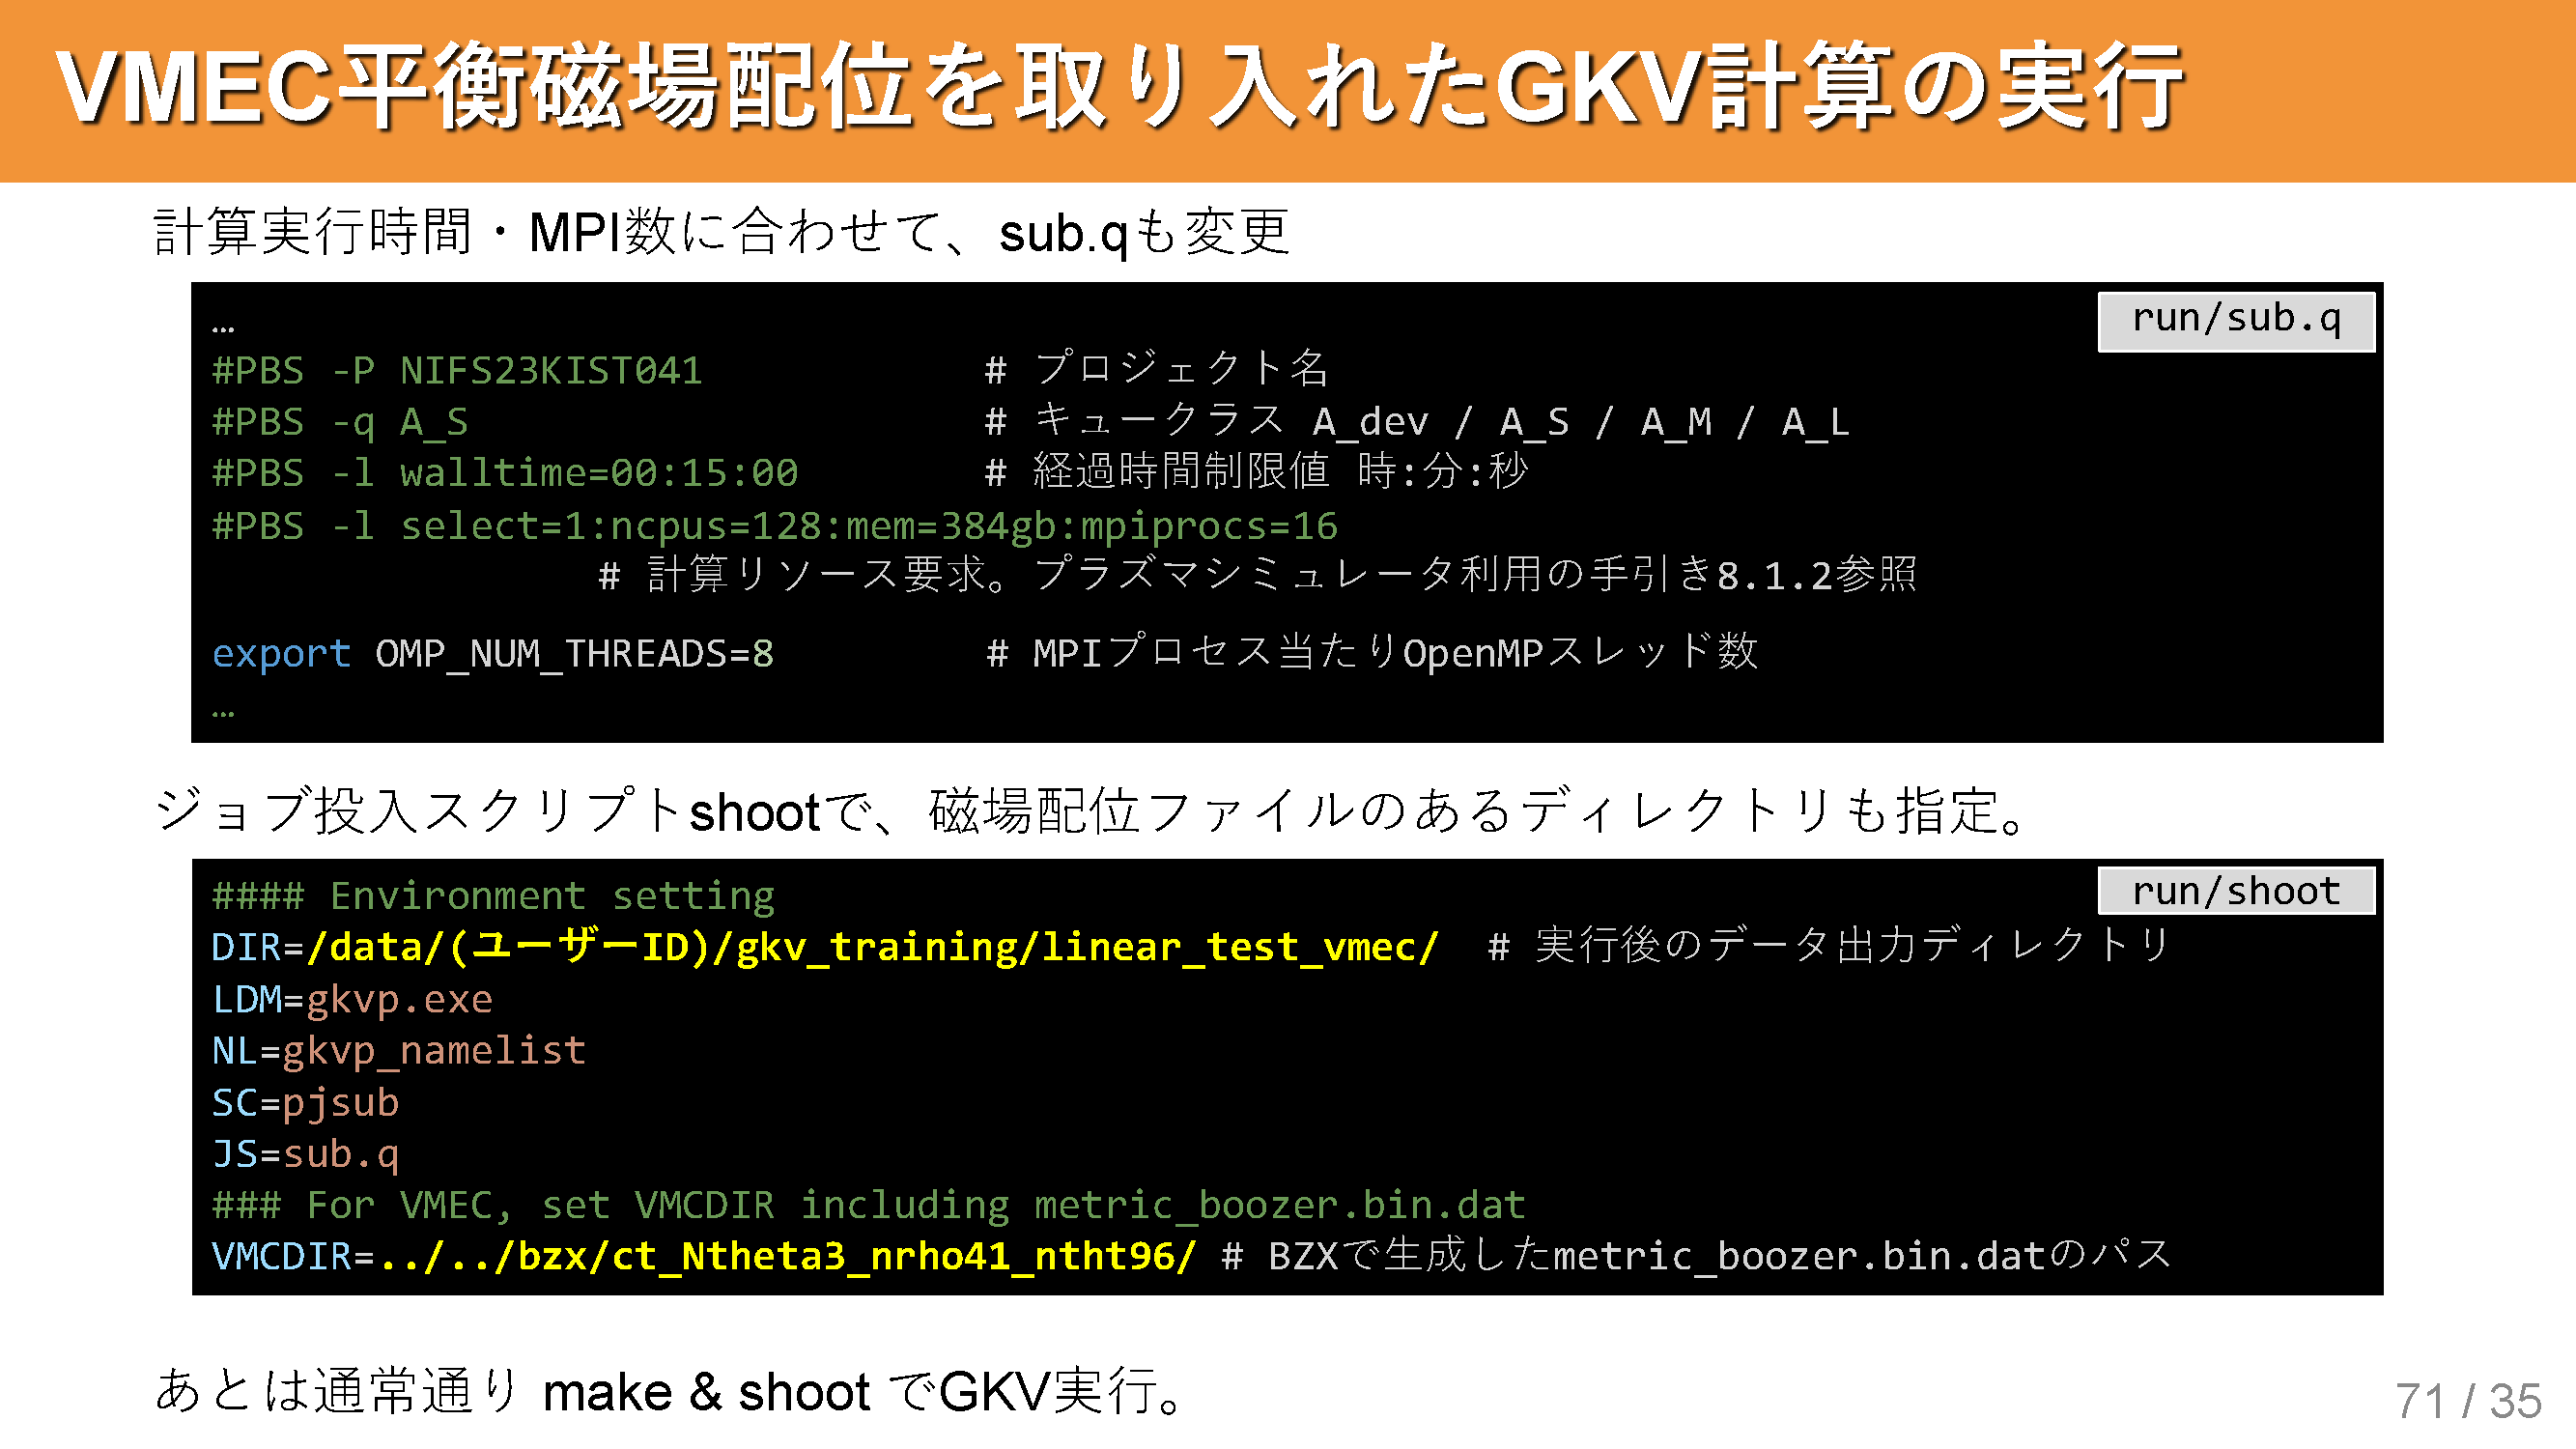 VMEC平衡磁場配位を取り入れたGKV計算の実行
計算実行時間・MPI数に合わせて、sub.qも変更
run/sub.q
…
#PBS -P NIFS23KIST041 # プロジェクト名
#PBS -q A_S # キュークラス A_dev / A_S / A_M / A_L
#PBS -l walltime=00:15:00 # 経過時間制限値 時:分:秒
#PBS -l select=1:ncpus=128:mem=384gb:mpiprocs=16
# 計算リソース要求。プラズマシミュレータ利用の手引き8.1.2参照
export OMP_NUM_THREADS=8 # MPIプロセス当たりOpenMPスレッド数
…
ジョブ投入スクリプトshootで、磁場配位ファイルのあるディレクトリも指定。
run/shoot
#### Environment setting
DIR=/data/(ユーザーID)/gkv_training/linear_test_vmec/ # 実行後のデータ出力ディレクトリ
LDM=gkvp.exe
NL=gkvp_namelist
SC=pjsub
JS=sub.q
### For VMEC, set VMCDIR including metric_boozer.bin.dat
VMCDIR=../../bzx/ct_Ntheta3_nrho41_ntht96/ # BZXで生成したmetric_boozer.bin.datのパス
あとは通常通り make & shoot でGKV実行。
71 / 35